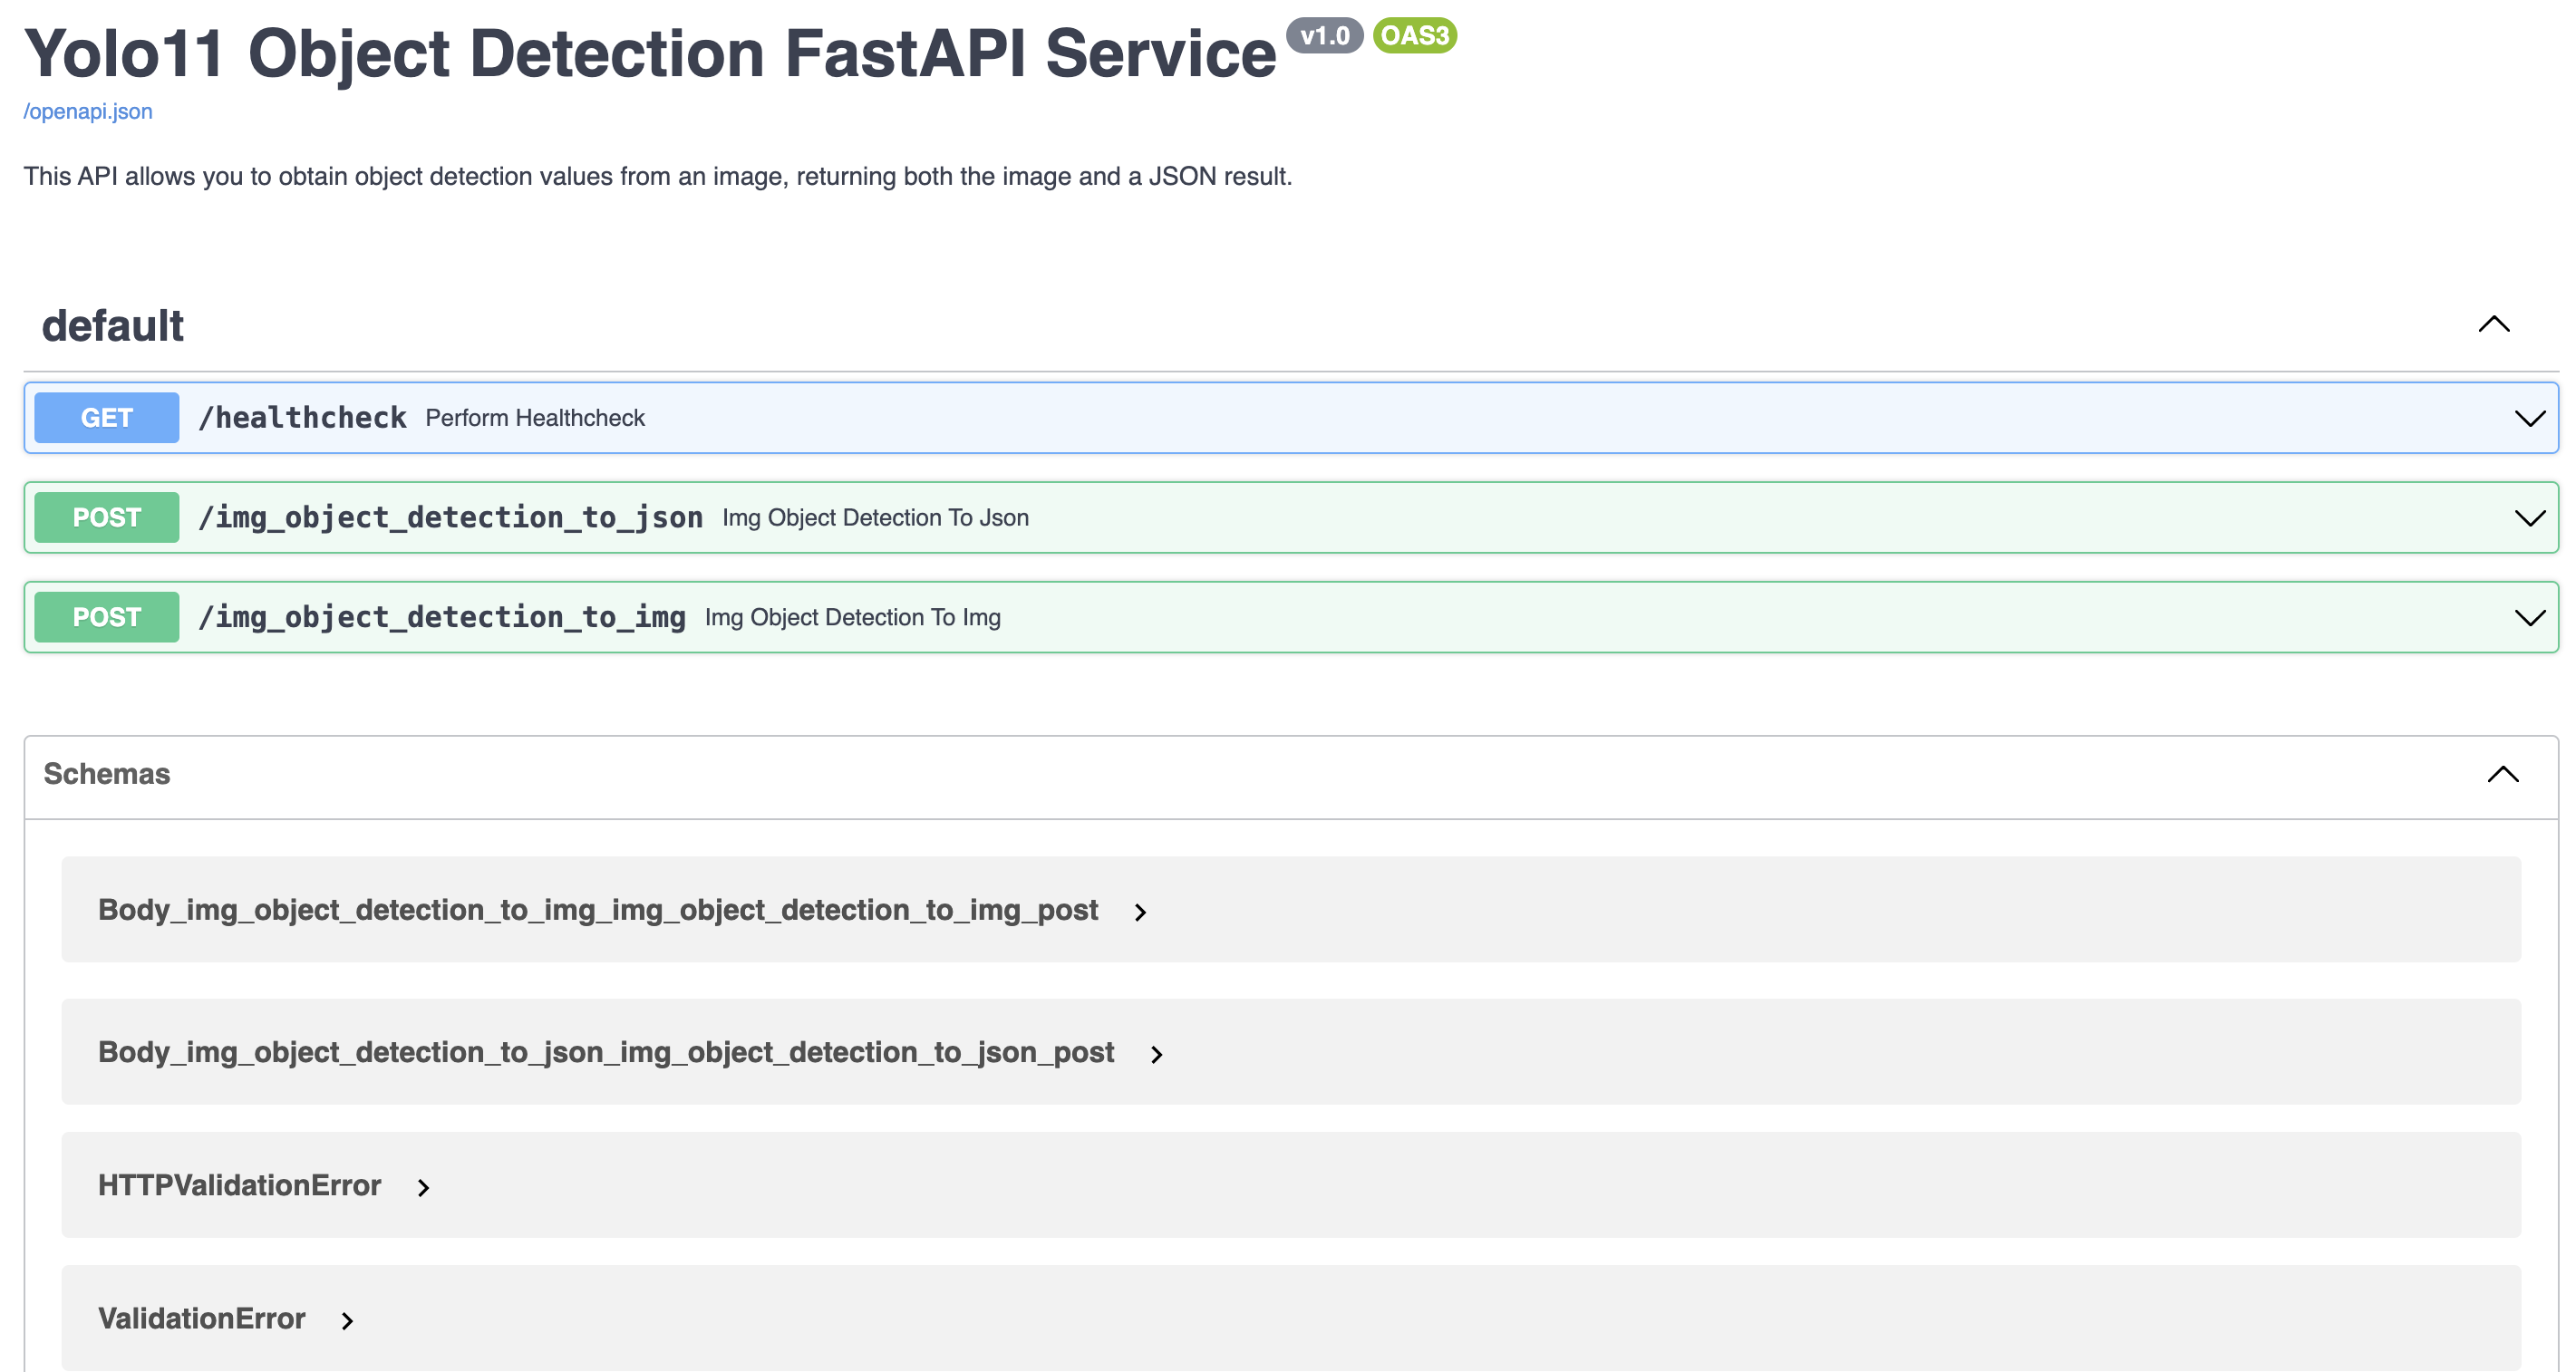 Yolo11 Object Detection FastAPI Service v1.0 OAS3
/openapi.json
This API allows you to obtain object detection values from an image, returning both the image and a JSON result.
default
GET /healthcheck Perform Healthcheck
POST /img_object_detection_to_json Img Object Detection To Json
POST /img_object_detection_to_img Img Object Detection To Img
Schemas
Body_img_object_detection_to_img_img_object_detection_to_img_post
Body_img_object_detection_to_json_img_object_detection_to_json_post
HTTPValidationError
ValidationError